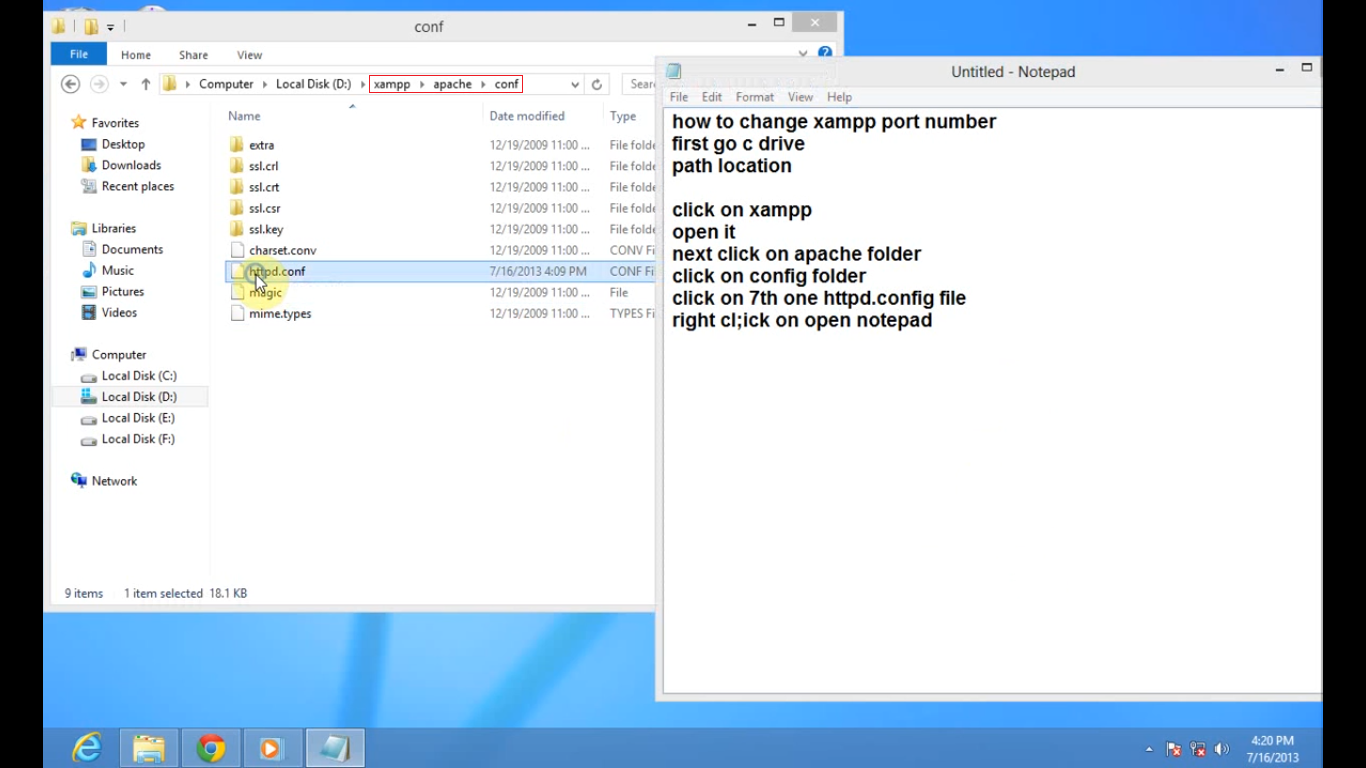 conf
File Home Share View
Computer Local Disk (D:) xampp apache conf
Name Date modified Type
Favorites
Desktop
Downloads
Recent places
Libraries
Documents
Music
Pictures
Videos
Computer
Local Disk (C:)
Local Disk (D:)
Local Disk (E:)
Local Disk (F:)
Network
extra 12/19/2009 11:00 ... File folde
ssl.crl 12/19/2009 11:00 ... File folde
ssl.crt 12/19/2009 11:00 ... File folde
ssl.csr 12/19/2009 11:00 ... File folde
ssl.key 12/19/2009 11:00 ... File folde
charset.conv 12/19/2009 11:00 ... CONV Fi
httpd.conf 7/16/2013 4:09 PM CONF Fi
magic 12/19/2009 11:00 ... File
mime.types 12/19/2009 11:00 ... TYPES Fi
9 items 1 item selected 18.1 KB
Untitled - Notepad
File Edit Format View Help
how to change xampp port number
first go c drive
path location
click on xampp
open it
next click on apache folder
click on config folder
click on 7th one httpd.config file
right cl;ick on open notepad
4:20 PM
7/16/2013